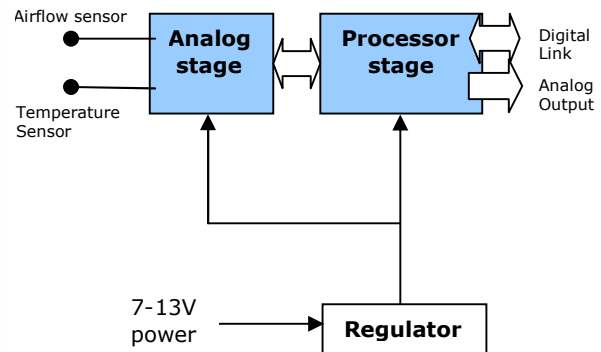 Airflow sensor
Analog
stage
Processor
stage
Digital
Link
Analog
Output
Temperature
Sensor
7-13V
power
Regulator